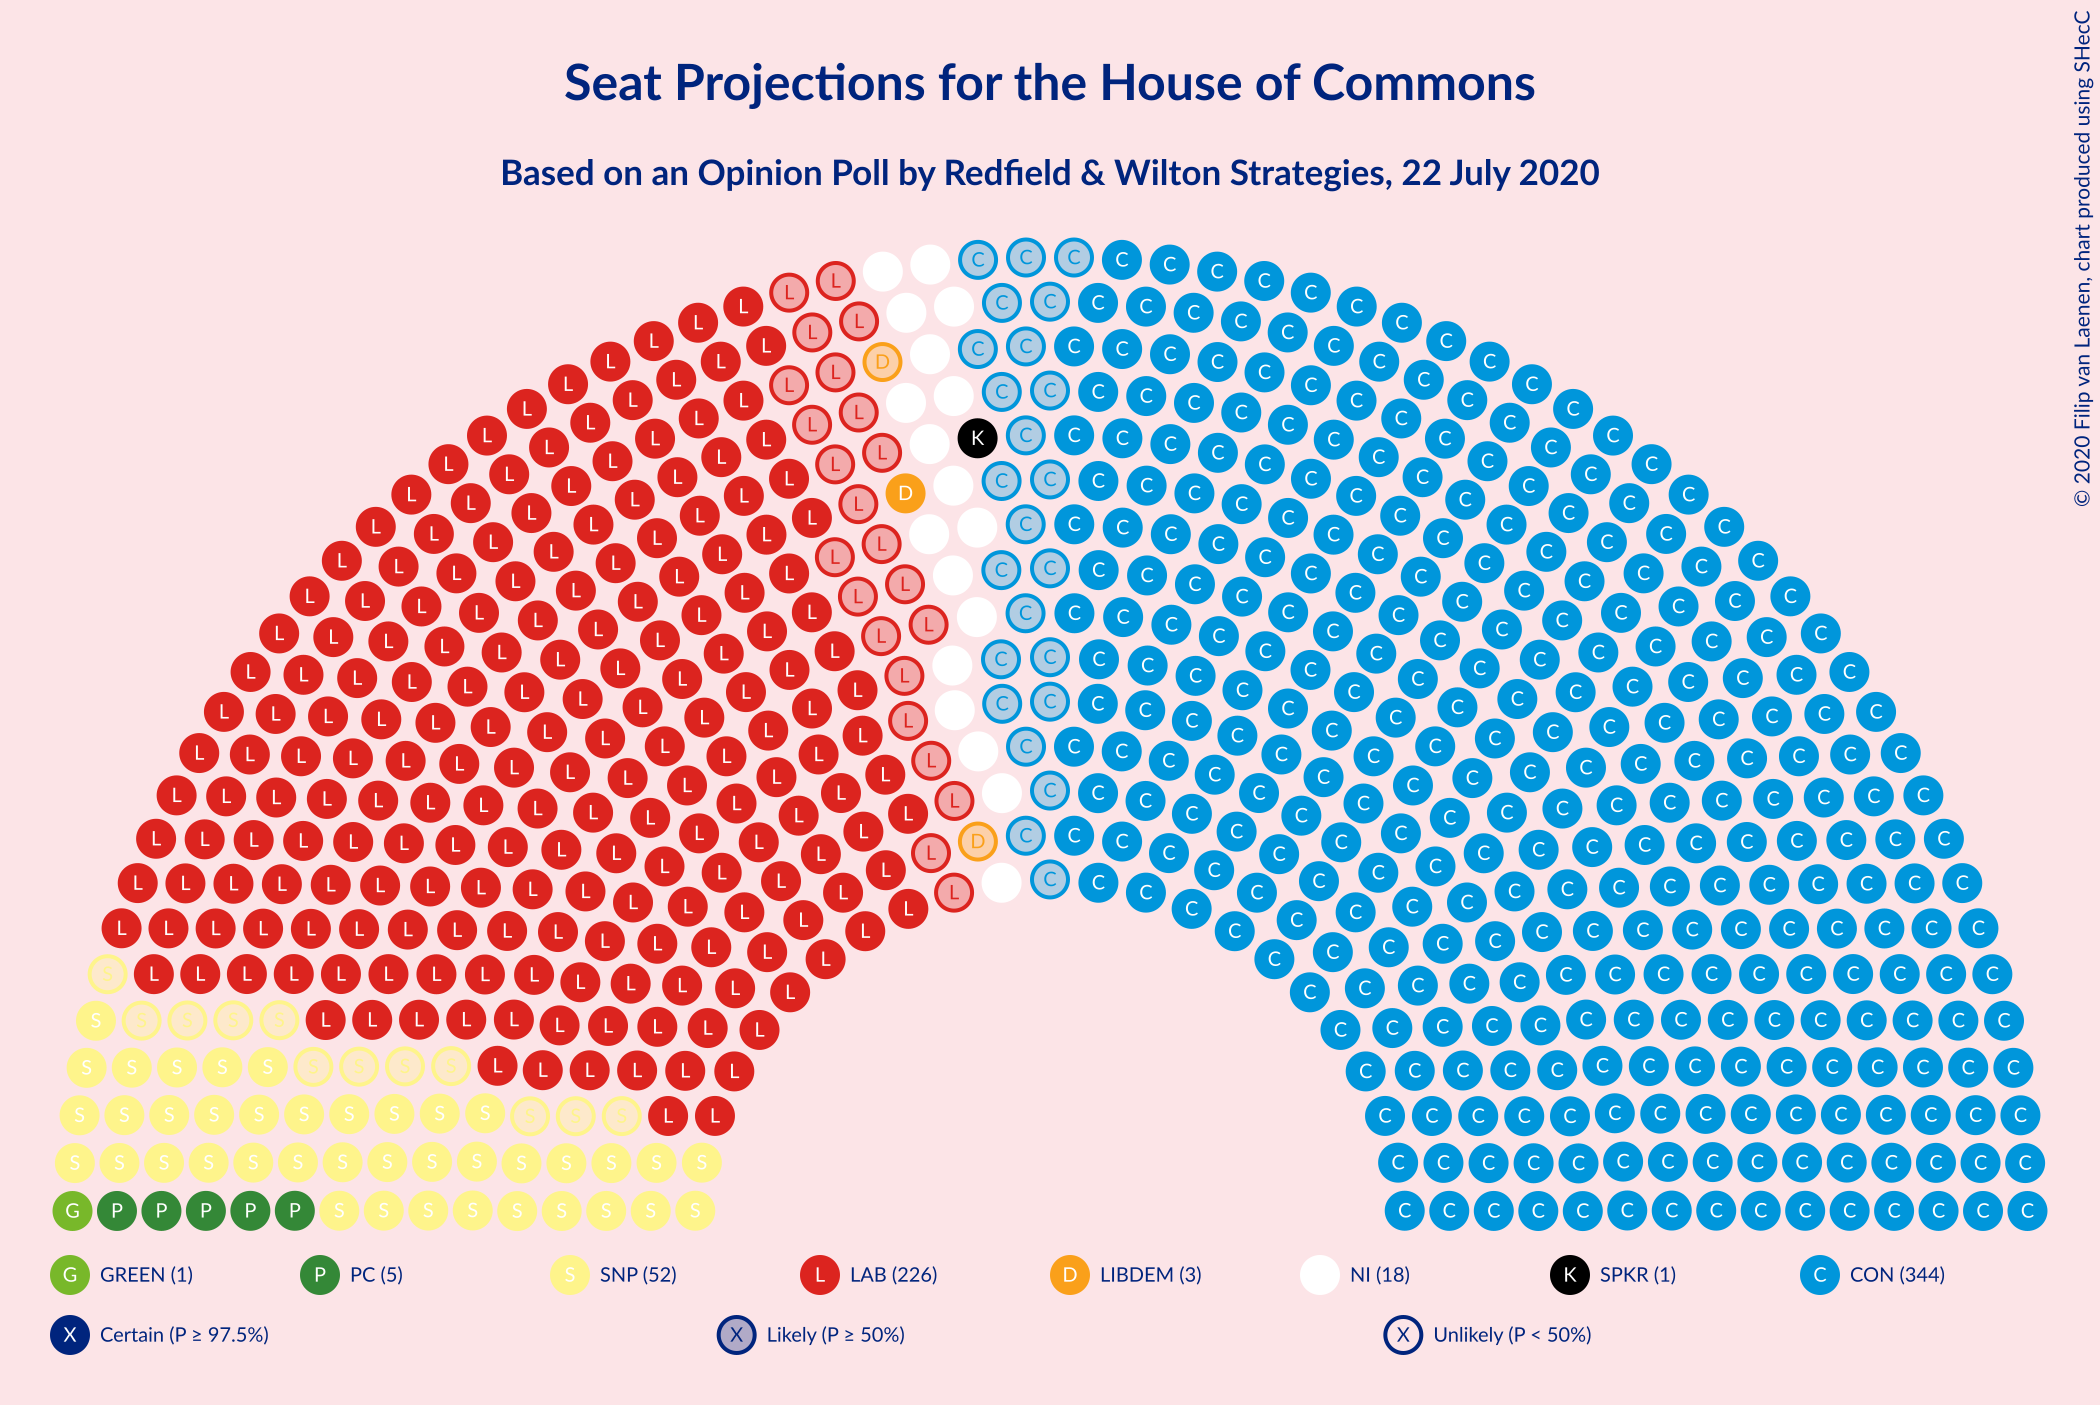 Seat Projections for the House of Commons
Based on an Opinion Poll by Redfield & Wilton Strategies, 22 July 2020
© 2020 Filip van Laenen, chart produced using SHecC
G GREEN (1) P PC (5) S SNP (52) L LAB (226) D LIBDEM (3) NI (18) K SPKR (1) C CON (344)
X Certain (P ≥ 97.5%) X Likely (P ≥ 50%) X Unlikely (P < 50%)